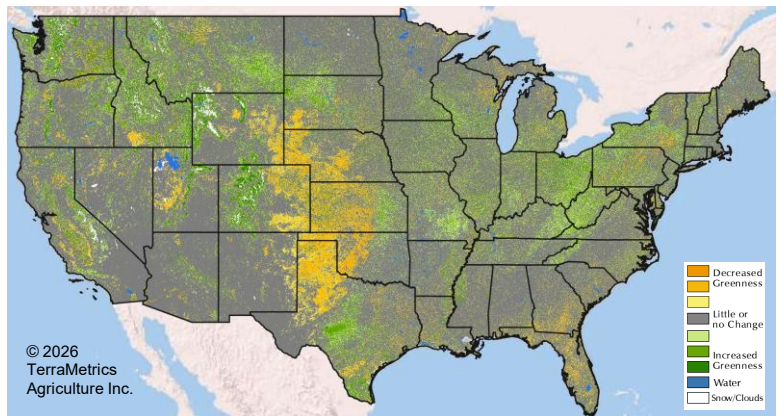 Decreased
Greenness
Little or
no Change
Increased
Greenness
Water
Snow/Clouds
© 2026
TerraMetrics
Agriculture Inc.